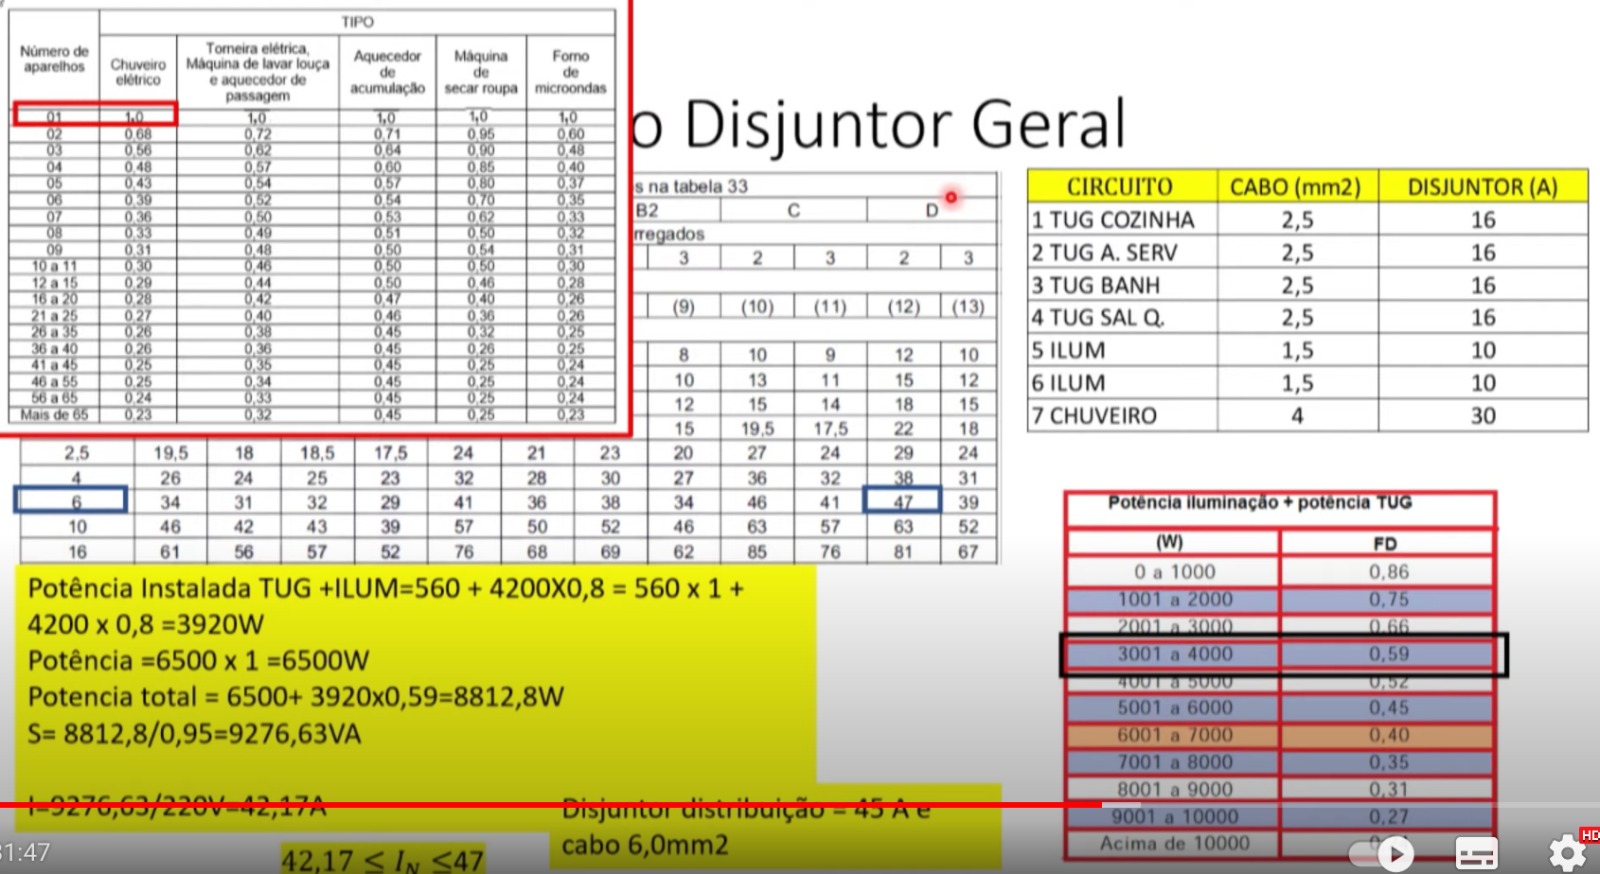 TIPO
Número de aparelhos | Chuveiro elétrico | Torneira elétrica, Máquina de lavar louça e aquecedor de passagem | Aquecedor de acumulação | Máquina de secar roupa | Forno de microondas
01 1,0 1,0 1,0 1,0 1,0
02 0,68 0,72 0,71 0,95 0,60
03 0,56 0,62 0,64 0,90 0,48
04 0,48 0,57 0,60 0,85 0,40
05 0,43 0,54 0,57 0,80 0,37
06 0,39 0,52 0,54 0,70 0,35
07 0,36 0,50 0,53 0,62 0,33
08 0,33 0,49 0,51 0,50 0,32
09 0,31 0,48 0,50 0,54 0,31
10 a 11 0,30 0,46 0,50 0,50 0,30
12 a 15 0,29 0,44 0,50 0,46 0,28
16 a 20 0,28 0,42 0,47 0,40 0,26
21 a 25 0,27 0,40 0,46 0,36 0,26
26 a 35 0,26 0,38 0,45 0,32 0,25
36 a 40 0,26 0,36 0,45 0,26 0,25
41 a 45 0,25 0,35 0,45 0,25 0,24
46 a 55 0,25 0,34 0,45 0,25 0,24
56 a 65 0,24 0,33 0,45 0,25 0,24
Mais de 65 0,23 0,32 0,45 0,25 0,23
o Disjuntor Geral
s na tabela 33
B2 C D
rregados
3 2 3 2 3
(9) (10) (11) (12) (13)
8 10 9 12 10
10 13 11 15 12
12 15 14 18 15
15 19,5 17,5 22 18
2,5 19,5 18 18,5 17,5 24 21 23 20 27 24 29 24
4 26 24 25 23 32 28 30 27 36 32 38 31
6 34 31 32 29 41 36 38 34 46 41 47 39
10 46 42 43 39 57 50 52 46 63 57 63 52
16 61 56 57 52 76 68 69 62 85 76 81 67
CIRCUITO CABO (mm2) DISJUNTOR (A)
1 TUG COZINHA 2,5 16
2 TUG A. SERV 2,5 16
3 TUG BANH 2,5 16
4 TUG SAL Q. 2,5 16
5 ILUM 1,5 10
6 ILUM 1,5 10
7 CHUVEIRO 4 30
Potência iluminação + potência TUG
(W) FD
0 a 1000 0,86
1001 a 2000 0,75
2001 a 3000 0,66
3001 a 4000 0,59
4001 a 5000 0,52
5001 a 6000 0,45
6001 a 7000 0,40
7001 a 8000 0,35
8001 a 9000 0,31
9001 a 10000 0,27
Acima de 10000
Potência Instalada TUG +ILUM=560 + 4200X0,8 = 560 x 1 +
4200 x 0,8 =3920W
Potência =6500 x 1 =6500W
Potencia total = 6500+ 3920x0,59=8812,8W
S= 8812,8/0,95=9276,63VA
I=9276,63/220V=42,17A
Disjuntor distribuição = 45 A e
cabo 6,0mm2
42,17 ≤ I_N ≤47
31:47
HD